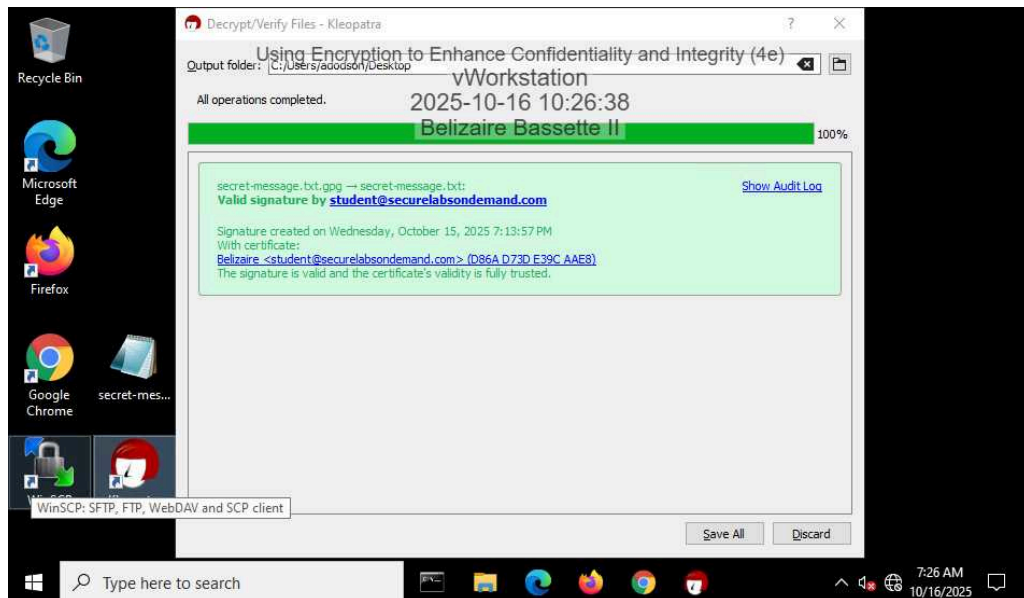 Decrypt/Verify Files - Kleopatra
Using Encryption to Enhance Confidentiality and Integrity (4e)
Output folder: C:/Users/adodson/Desktop
vWorkstation
All operations completed.
2025-10-16 10:26:38
Belizaire Bassette II
100%
secret-message.txt.gpg → secret-message.txt:
Show Audit Log
Valid signature by student@securelabsondemand.com
Signature created on Wednesday, October 15, 2025 7:13:57 PM
With certificate:
Belizaire <student@securelabsondemand.com> (D86A D73D E39C AAE8)
The signature is valid and the certificate's validity is fully trusted.
Recycle Bin
Microsoft
Edge
Firefox
Google
Chrome
secret-mes...
WinSCP: SFTP, FTP, WebDAV and SCP client
Save All
Discard
Type here to search
7:26 AM
10/16/2025